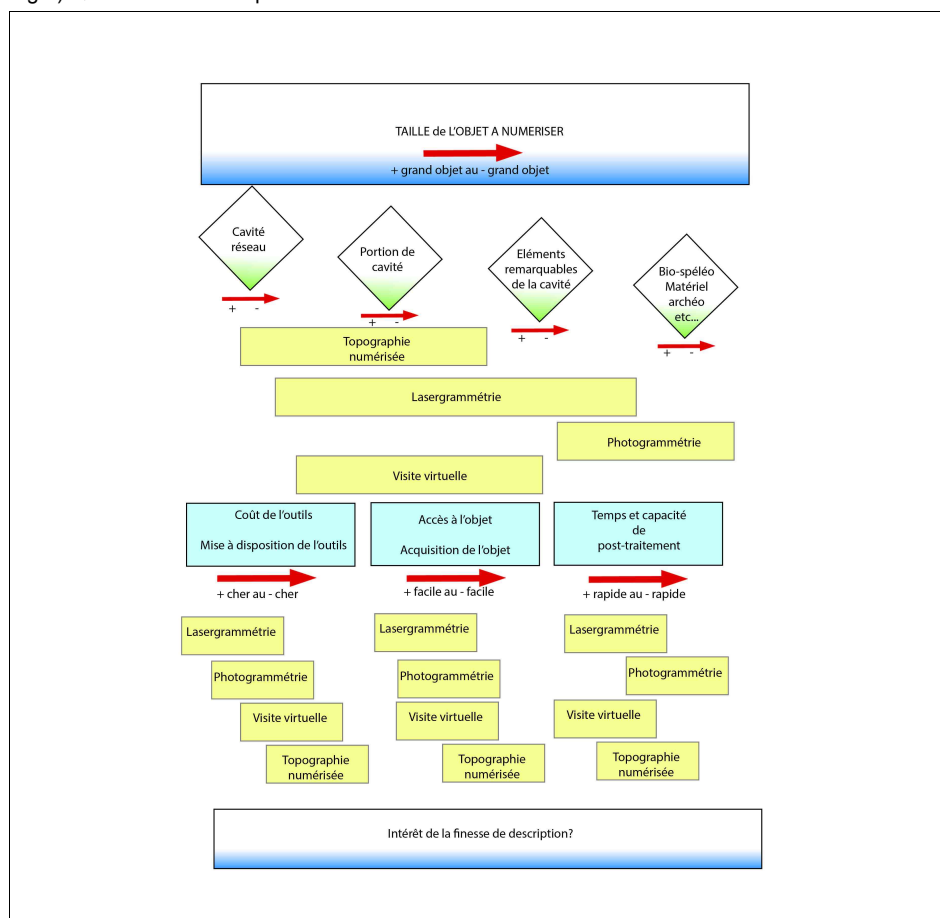 TAILLE de L'OBJET A NUMERISER
+ grand objet au - grand objet
Cavité
réseau
+ -
Portion de
cavité
+ -
Eléments
remarquables
de la cavité
+ -
Bio-spéléo
Matériel
archéo
etc...
+ -
Topographie
numérisée
Lasergrammétrie
Photogrammétrie
Visite virtuelle
Coût de l'outils
Mise à disposition de l'outils
+ cher au - cher
Accès à l'objet
Acquisition de l'objet
+ facile au - facile
Temps et capacité
de
post-traitement
+ rapide au - rapide
Lasergrammétrie
Photogrammétrie
Visite virtuelle
Topographie
numérisée
Lasergrammétrie
Photogrammétrie
Visite virtuelle
Topographie
numérisée
Lasergrammétrie
Photogrammétrie
Visite virtuelle
Topographie
numérisée
Intérêt de la finesse de description?